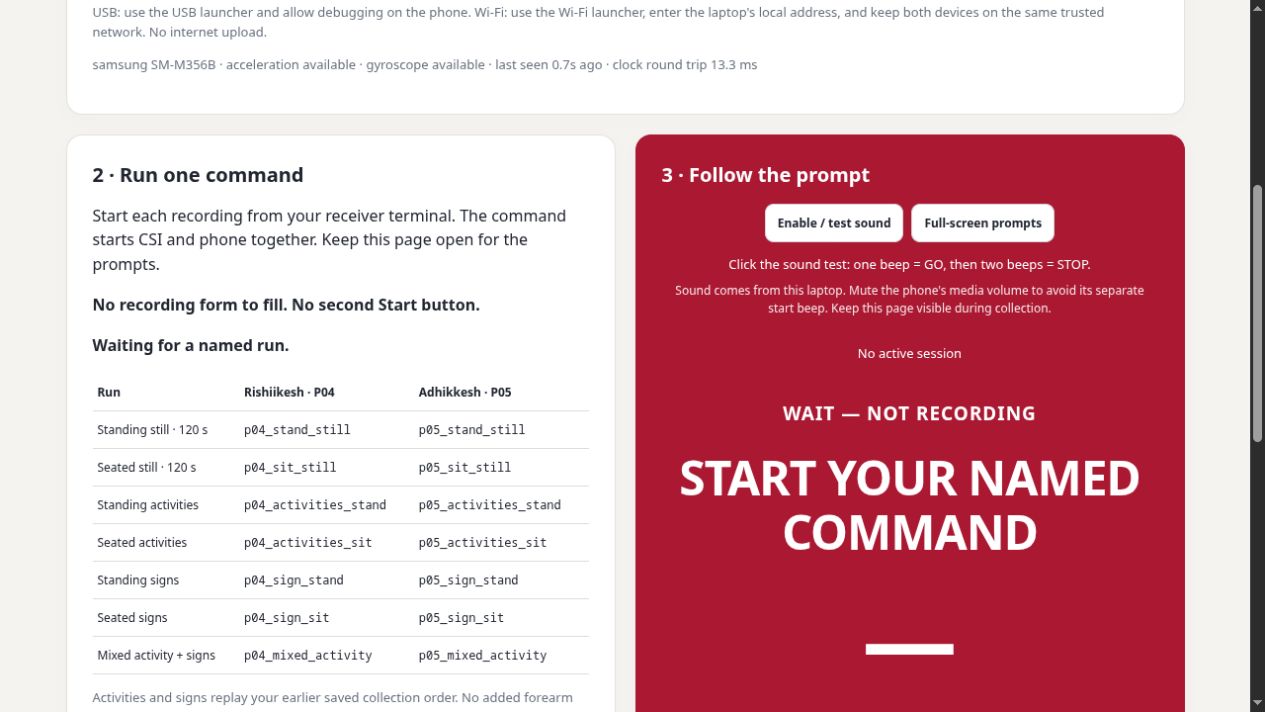 USB: use the USB launcher and allow debugging on the phone. Wi-Fi: use the Wi-Fi launcher, enter the laptop's local address, and keep both devices on the same trusted
network. No internet upload.
samsung SM-M356B · acceleration available · gyroscope available · last seen 0.7s ago · clock round trip 13.3 ms
2 · Run one command
Start each recording from your receiver terminal. The command
starts CSI and phone together. Keep this page open for the
prompts.
No recording form to fill. No second Start button.
Waiting for a named run.
Run Rishiikesh · P04 Adhikkesh · P05
Standing still · 120 s p04_stand_still p05_stand_still
Seated still · 120 s p04_sit_still p05_sit_still
Standing activities p04_activities_stand p05_activities_stand
Seated activities p04_activities_sit p05_activities_sit
Standing signs p04_sign_stand p05_sign_stand
Seated signs p04_sign_sit p05_sign_sit
Mixed activity + signs p04_mixed_activity p05_mixed_activity
Activities and signs replay your earlier saved collection order. No added forearm
3 · Follow the prompt
Enable / test sound Full-screen prompts
Click the sound test: one beep = GO, then two beeps = STOP.
Sound comes from this laptop. Mute the phone's media volume to avoid its separate
start beep. Keep this page visible during collection.
No active session
WAIT — NOT RECORDING
START YOUR NAMED
COMMAND
—